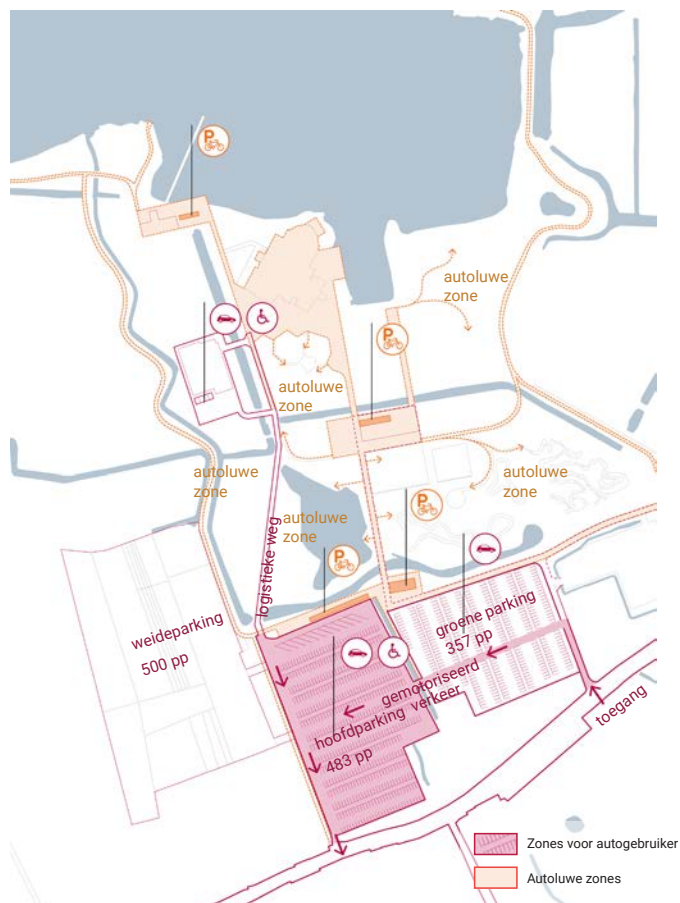 P
autoluwe
zone
P
autoluwe
zone
autoluwe
zone
autoluwe
zone
P
autoluwe
zone
logistieke weg
P
weideparking
500 pp
groene parking
357 pp
gemotoriseerd
verkeer
hoofdparking
483 pp
toegang
Zones voor autogebruiker
Autoluwe zones